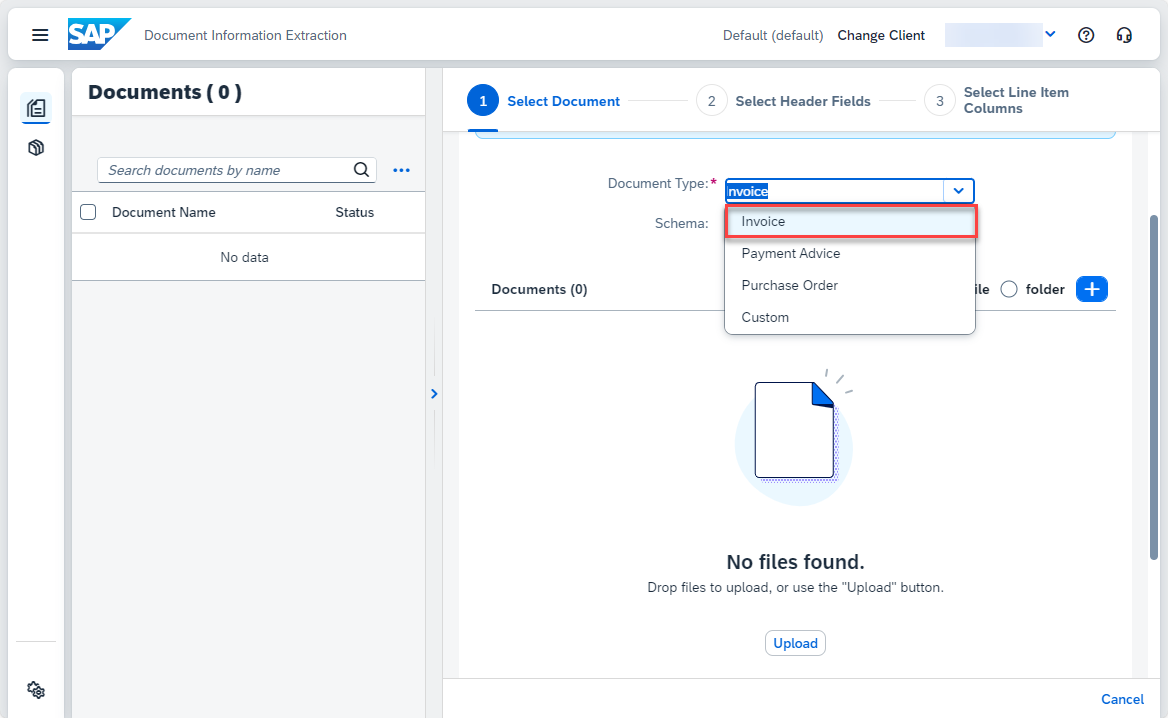 SAP Document Information Extraction Default (default) Change Client
Documents ( 0 )
Search documents by name
Document Name Status
No data
1 Select Document 2 Select Header Fields 3 Select Line Item
Columns
Document Type:*
nvoice
Invoice
Payment Advice
Purchase Order
Custom
Schema:
Documents (0) ile folder
No files found.
Drop files to upload, or use the "Upload" button.
Upload
Cancel